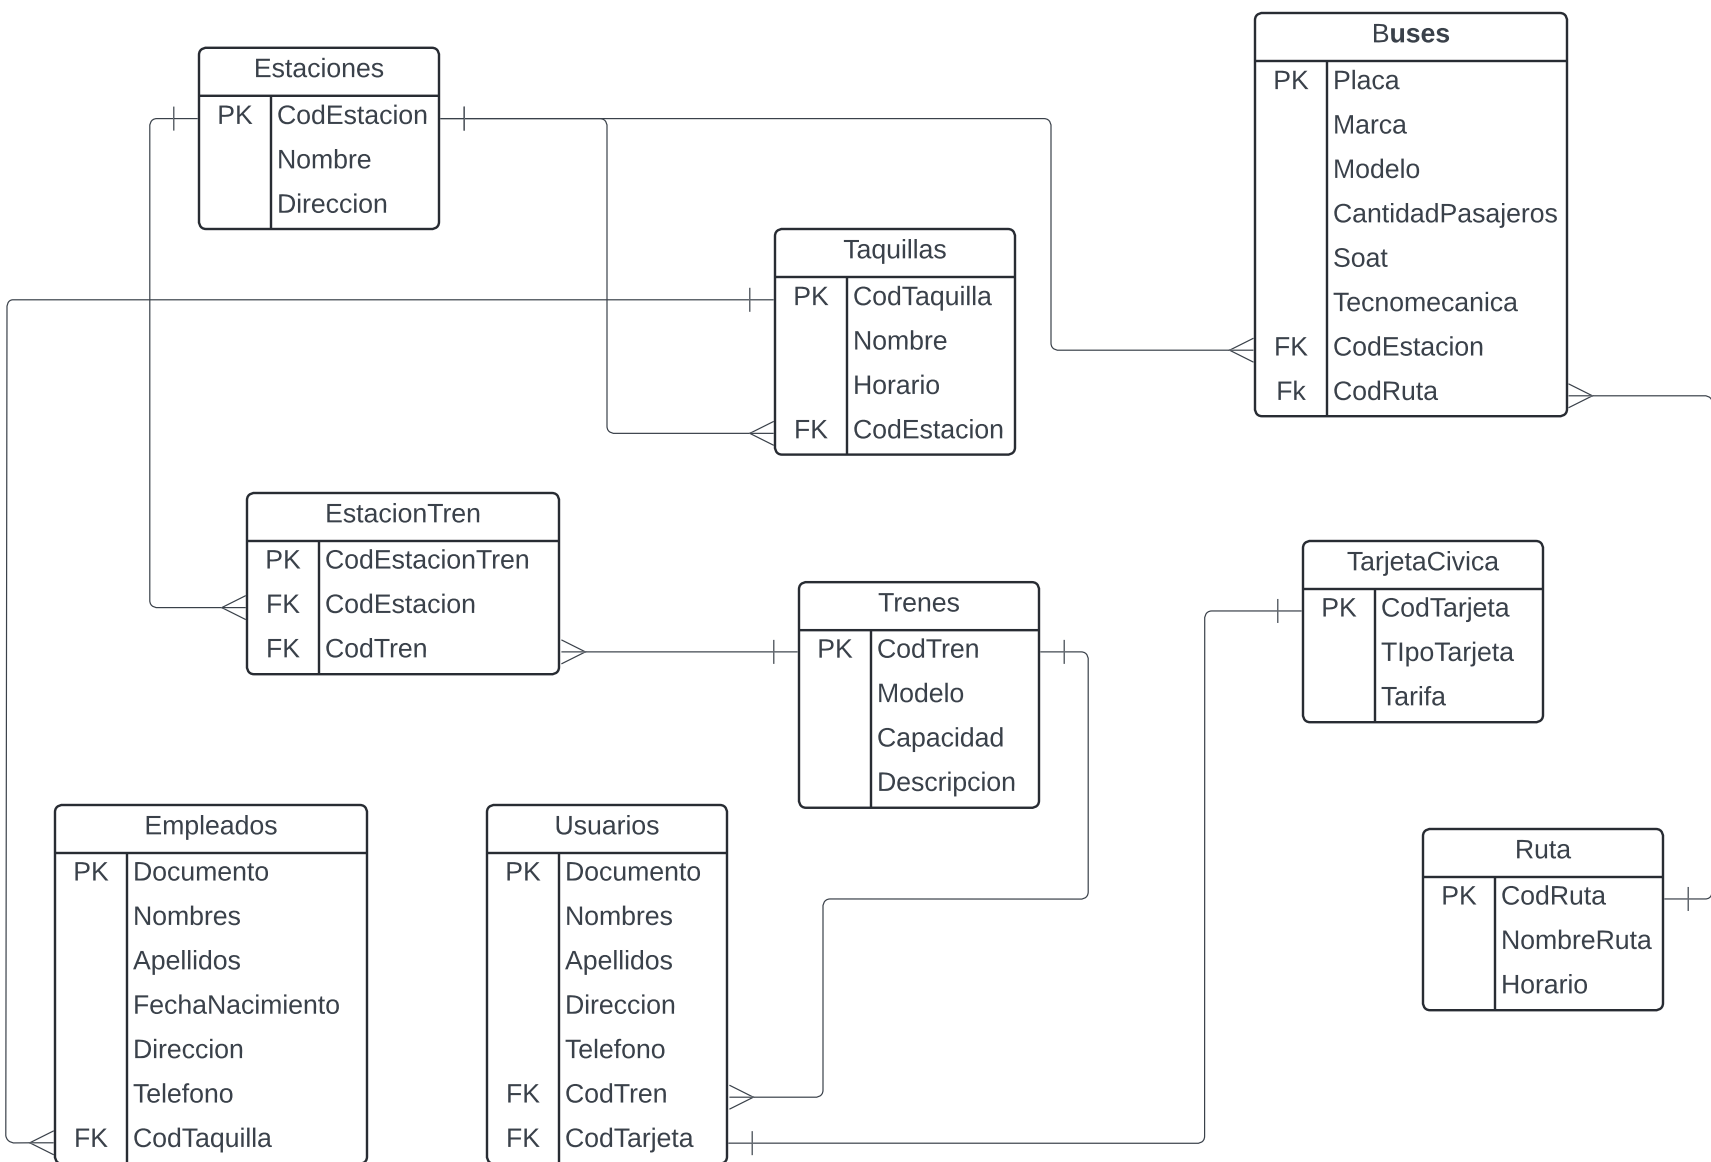 Estaciones
PK CodEstacion
Nombre
Direccion
Buses
PK Placa
Marca
Modelo
CantidadPasajeros
Soat
Tecnomecanica
FK CodEstacion
Fk CodRuta
Taquillas
PK CodTaquilla
Nombre
Horario
FK CodEstacion
EstacionTren
PK CodEstacionTren
FK CodEstacion
FK CodTren
Trenes
PK CodTren
Modelo
Capacidad
Descripcion
TarjetaCivica
PK CodTarjeta
TIpoTarjeta
Tarifa
Empleados
PK Documento
Nombres
Apellidos
FechaNacimiento
Direccion
Telefono
FK CodTaquilla
Usuarios
PK Documento
Nombres
Apellidos
Direccion
Telefono
FK CodTren
FK CodTarjeta
Ruta
PK CodRuta
NombreRuta
Horario